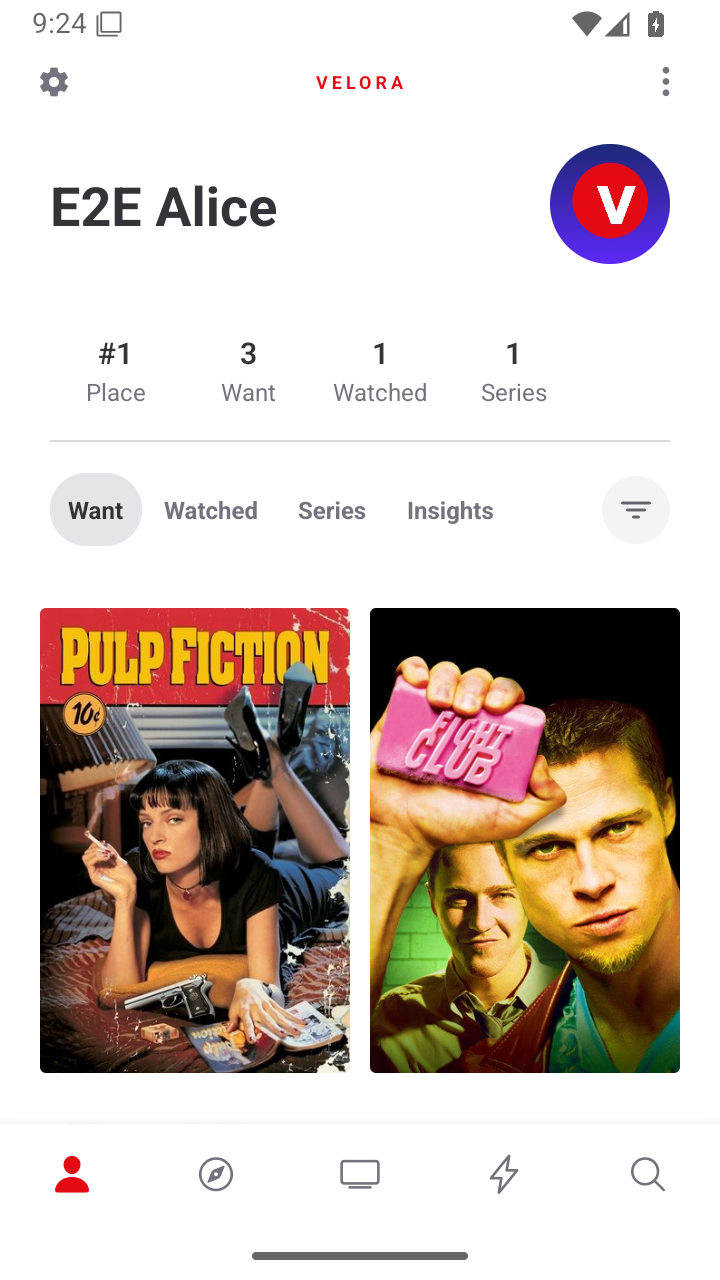 9:24
VELORA
E2E Alice
V
#1 3 1 1
Place Want Watched Series
Want Watched Series Insights
PULP FICTION
10¢
FIGHT
CLUB